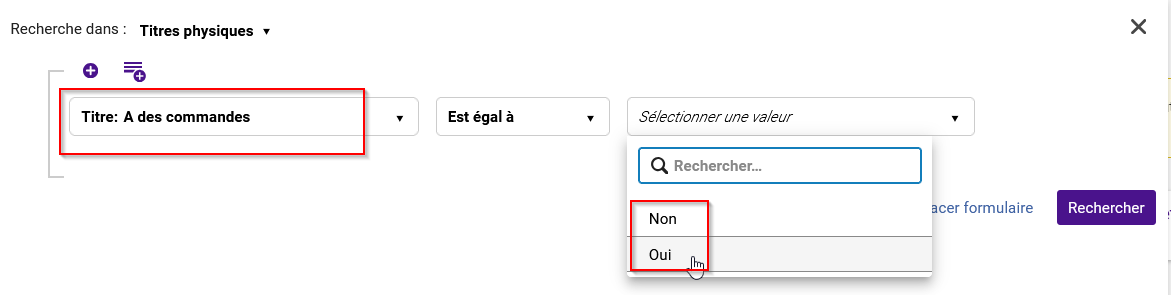 Recherche dans : Titres physiques
Titre: A des commandes
Est égal à
Sélectionner une valeur
Rechercher...
Non
Oui
acer formulaire
Rechercher